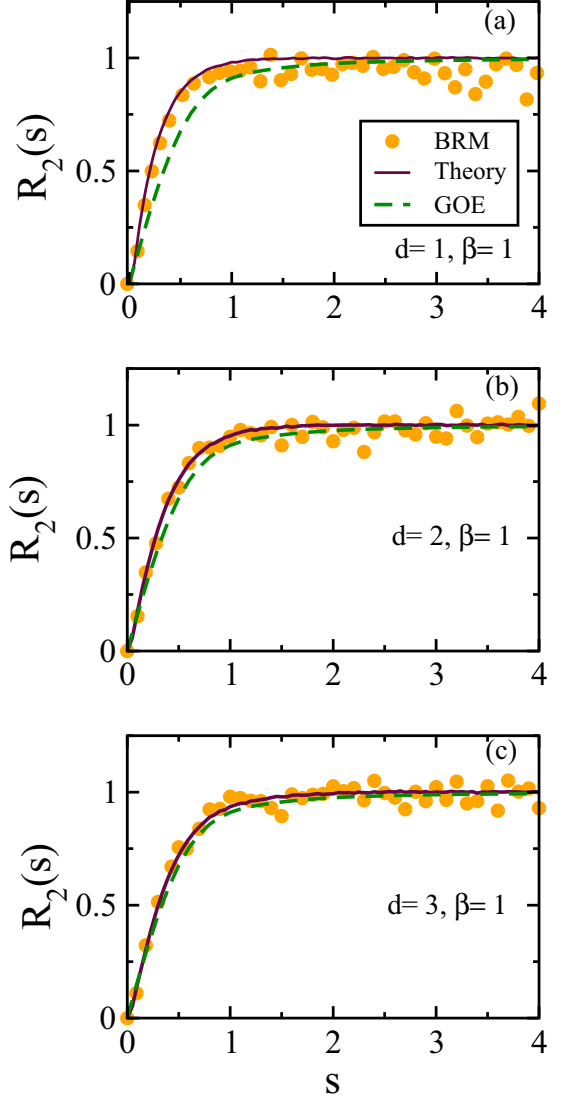 (a)
1
R₂(s)
0.5
0
BRM
Theory
GOE
d= 1, β= 1
0 1 2 3 4
(b)
1
R₂(s)
0.5
0
d= 2, β= 1
0 1 2 3 4
(c)
1
R₂(s)
0.5
0
d= 3, β= 1
0 1 2 3 4
s